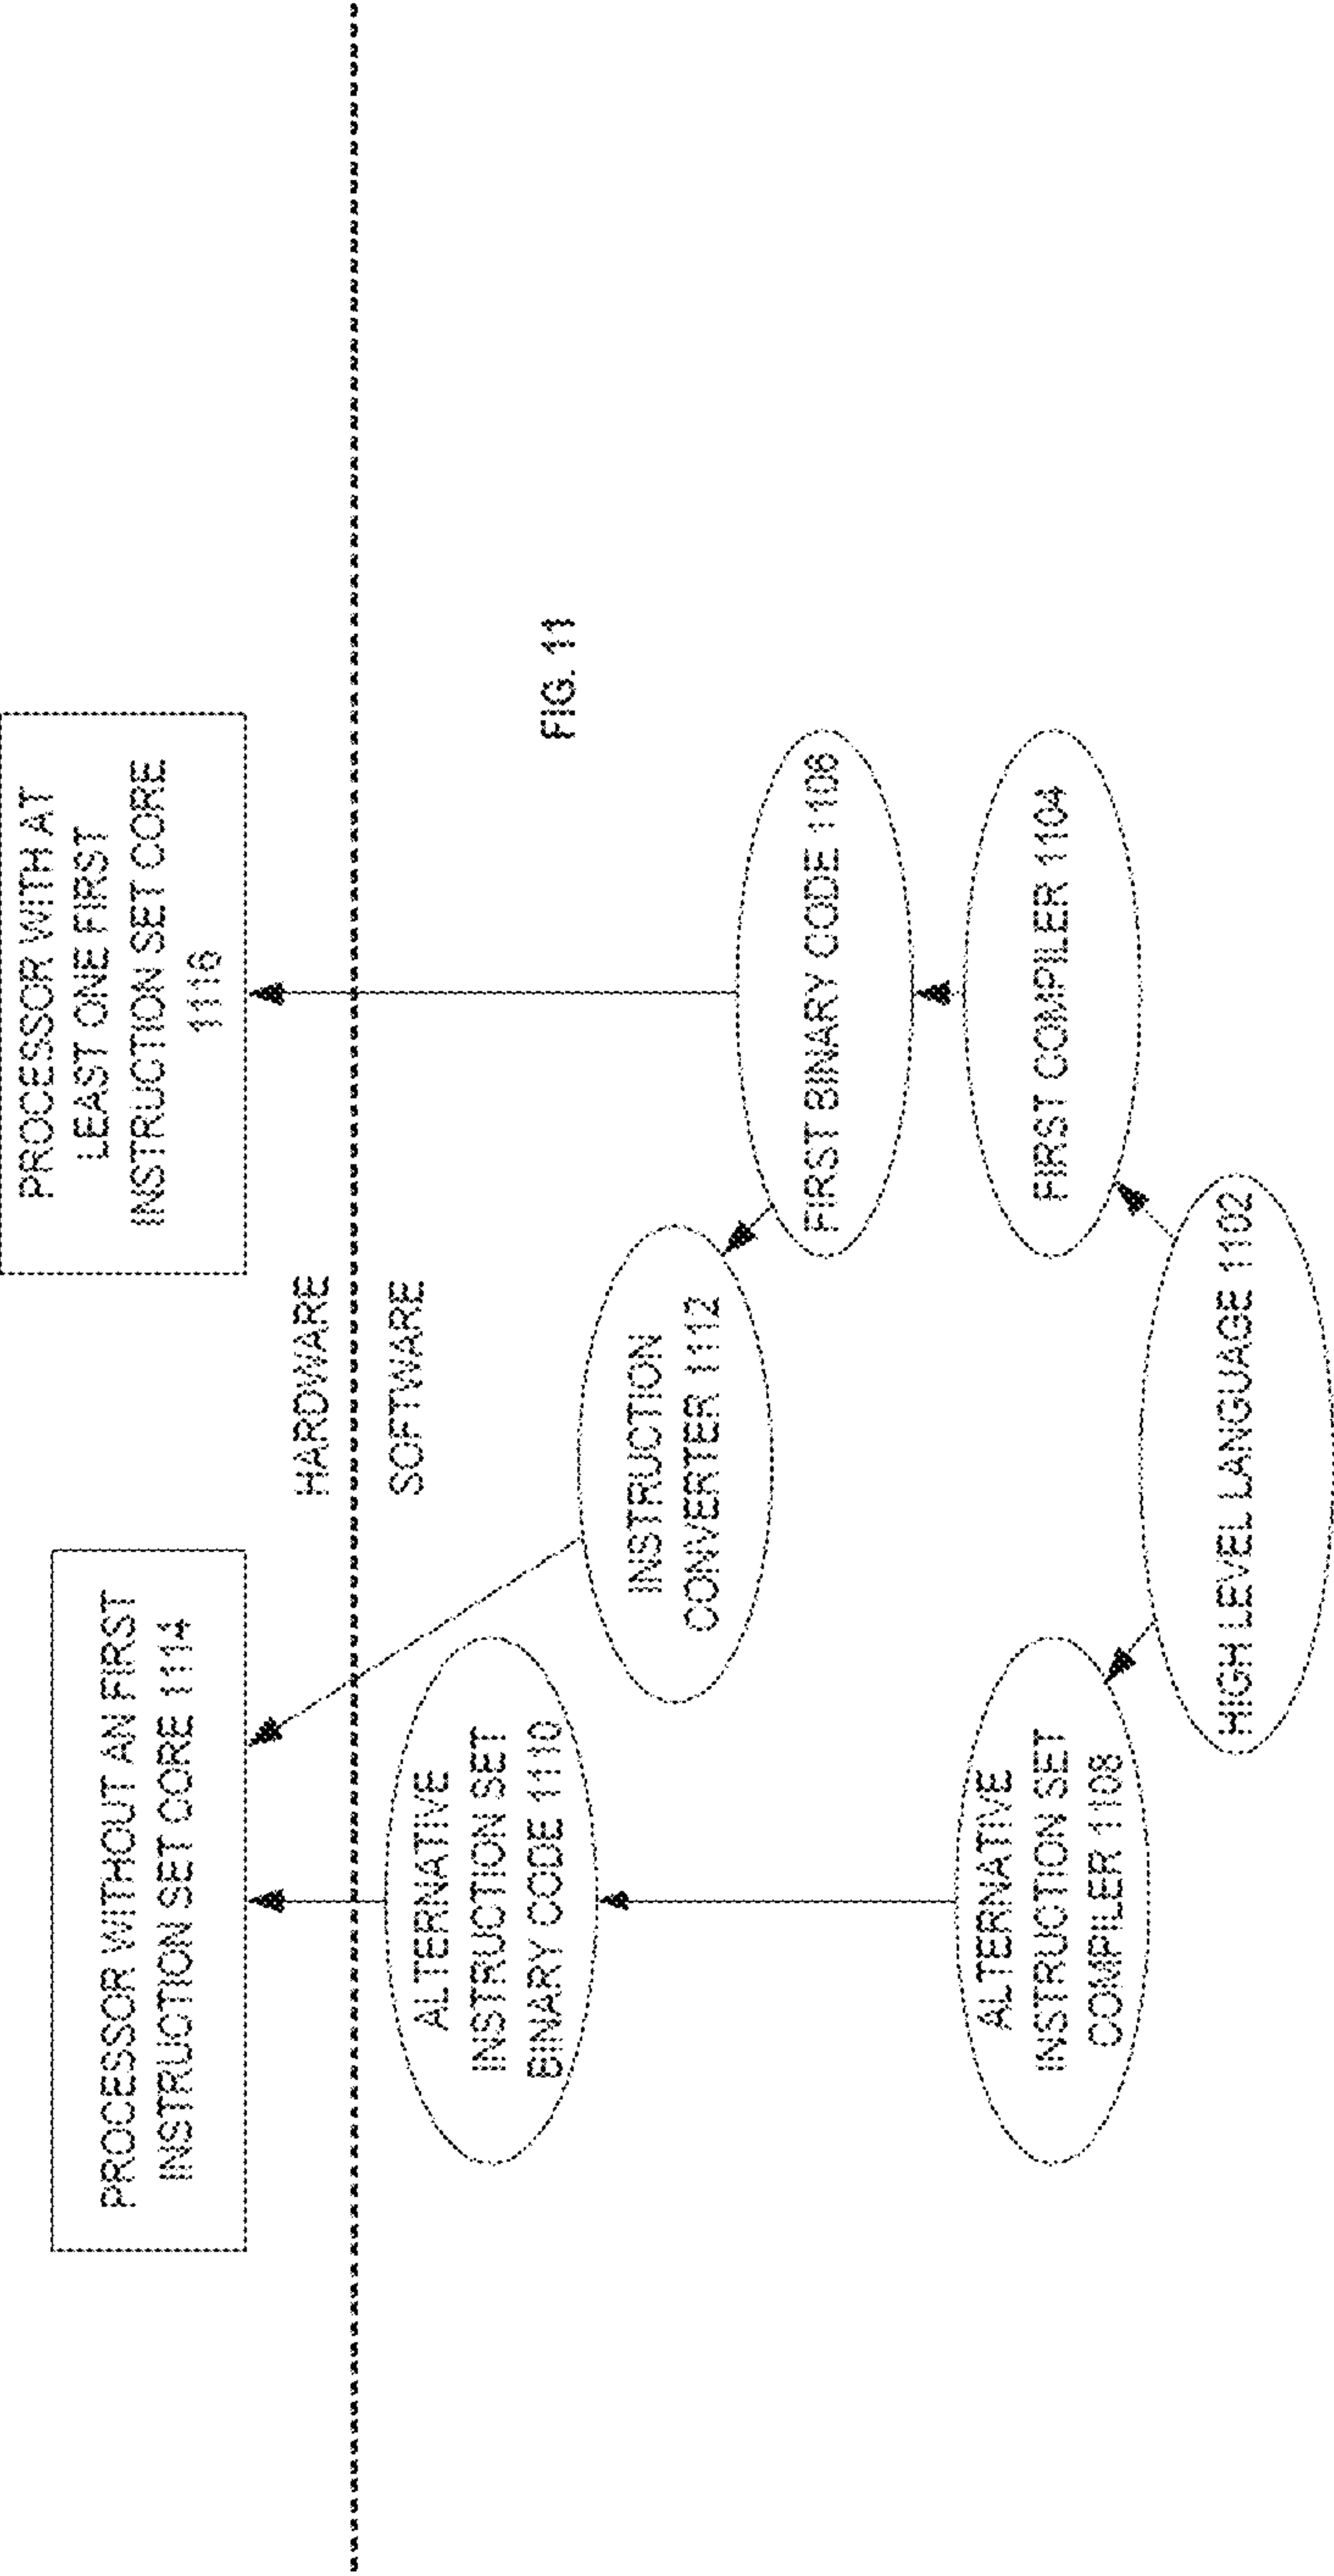 PROCESSOR WITHOUT AN FIRST
INSTRUCTION SET CORE 1114
PROCESSOR WITH AT
LEAST ONE FIRST
INSTRUCTION SET CORE
1116
HARDWARE
SOFTWARE
ALTERNATIVE
INSTRUCTION SET
BINARY CODE 1110
INSTRUCTION
CONVERTER 1112
FIG. 11
FIRST BINARY CODE 1106
ALTERNATIVE
INSTRUCTION SET
COMPILER 1108
FIRST COMPILER 1104
HIGH LEVEL LANGUAGE 1102